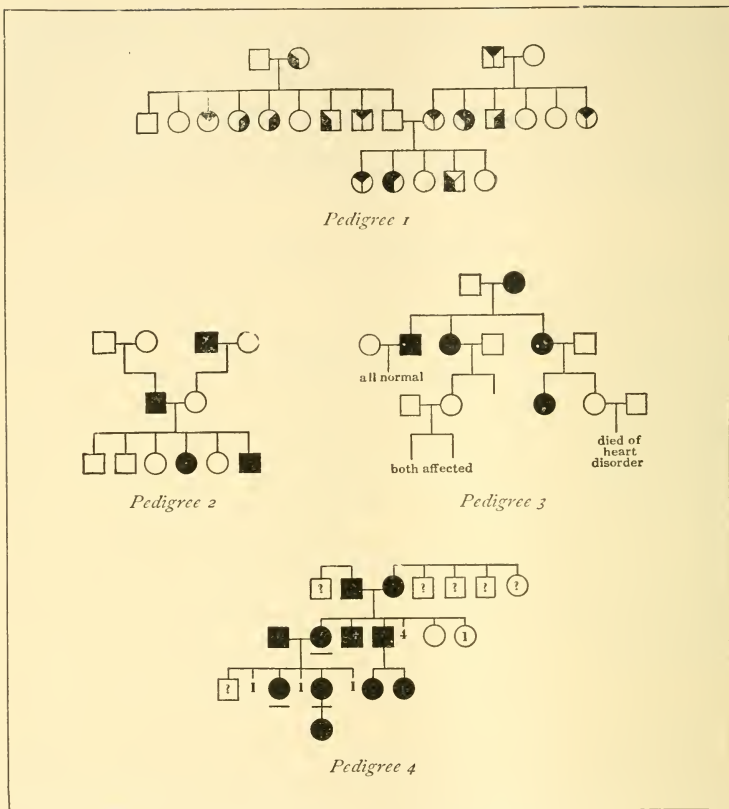 Pedigree 1
all normal
both affected
died of
heart
disorder
Pedigree 2
Pedigree 3
? ? ? ? ?
4 1
? 1 1 1
Pedigree 4